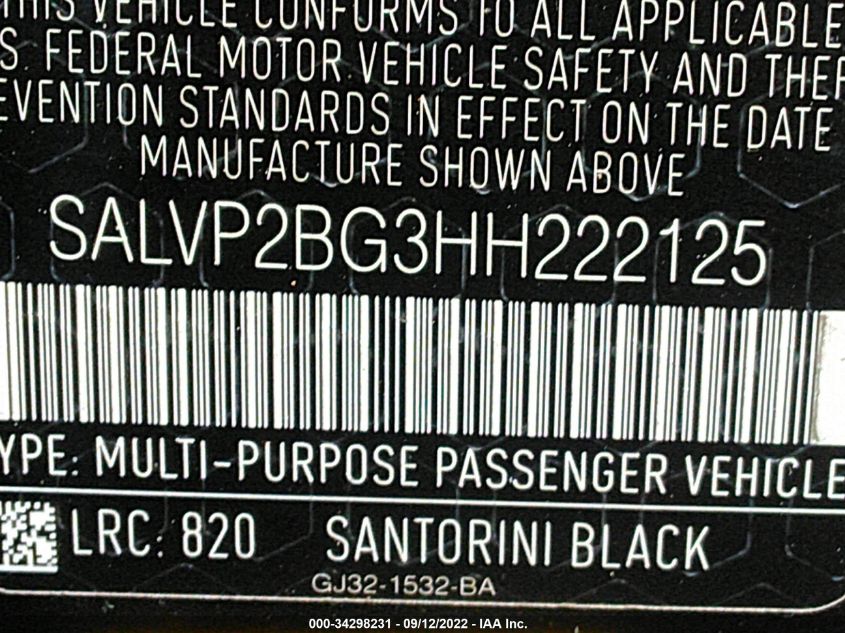 THIS VEHICLE CONFORMS TO ALL APPLICABLE
S. FEDERAL MOTOR VEHICLE SAFETY AND THEF
EVENTION STANDARDS IN EFFECT ON THE DATE
MANUFACTURE SHOWN ABOVE
SALVP2BG3HH222125
YPE: MULTI-PURPOSE PASSENGER VEHICLE
LRC: 820 SANTORINI BLACK
GJ32-1532-BA
000-34298231 - 09/12/2022 - IAA Inc.